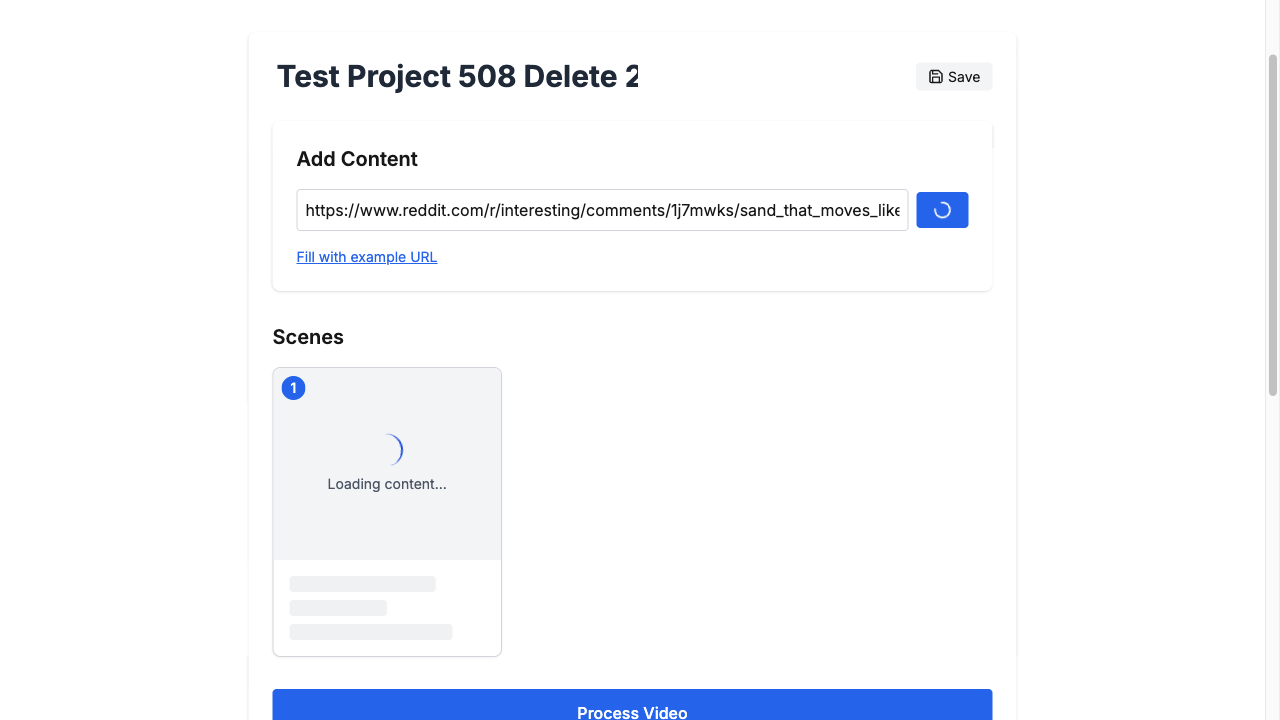 Test Project 508 Delete 2
Save
Add Content
https://www.reddit.com/r/interesting/comments/1j7mwks/sand_that_moves_like
Fill with example URL
Scenes
1
Loading content...
Process Video